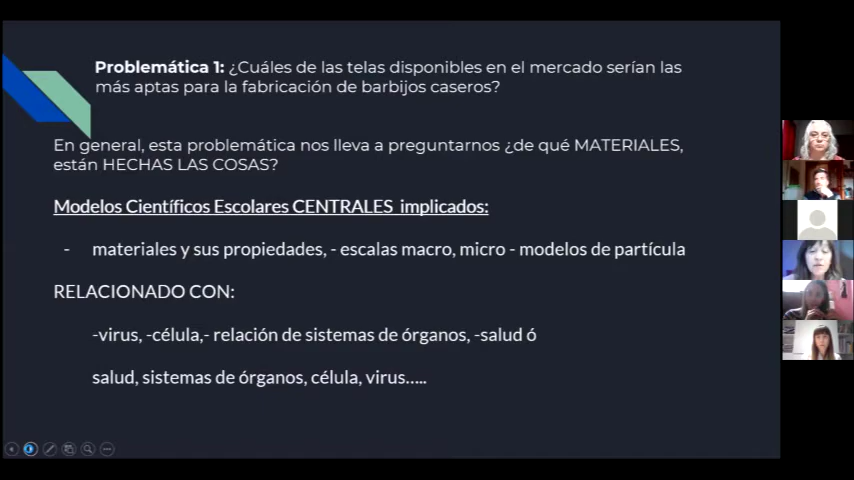 Problemática 1: ¿Cuáles de las telas disponibles en el mercado serían las
más aptas para la fabricación de barbijos caseros?
En general, esta problemática nos lleva a preguntarnos ¿de qué MATERIALES,
están HECHAS LAS COSAS?
Modelos Científicos Escolares CENTRALES implicados:
- materiales y sus propiedades, - escalas macro, micro - modelos de partícula
RELACIONADO CON:
-virus, -célula,- relación de sistemas de órganos, -salud ó
salud, sistemas de órganos, célula, virus.....